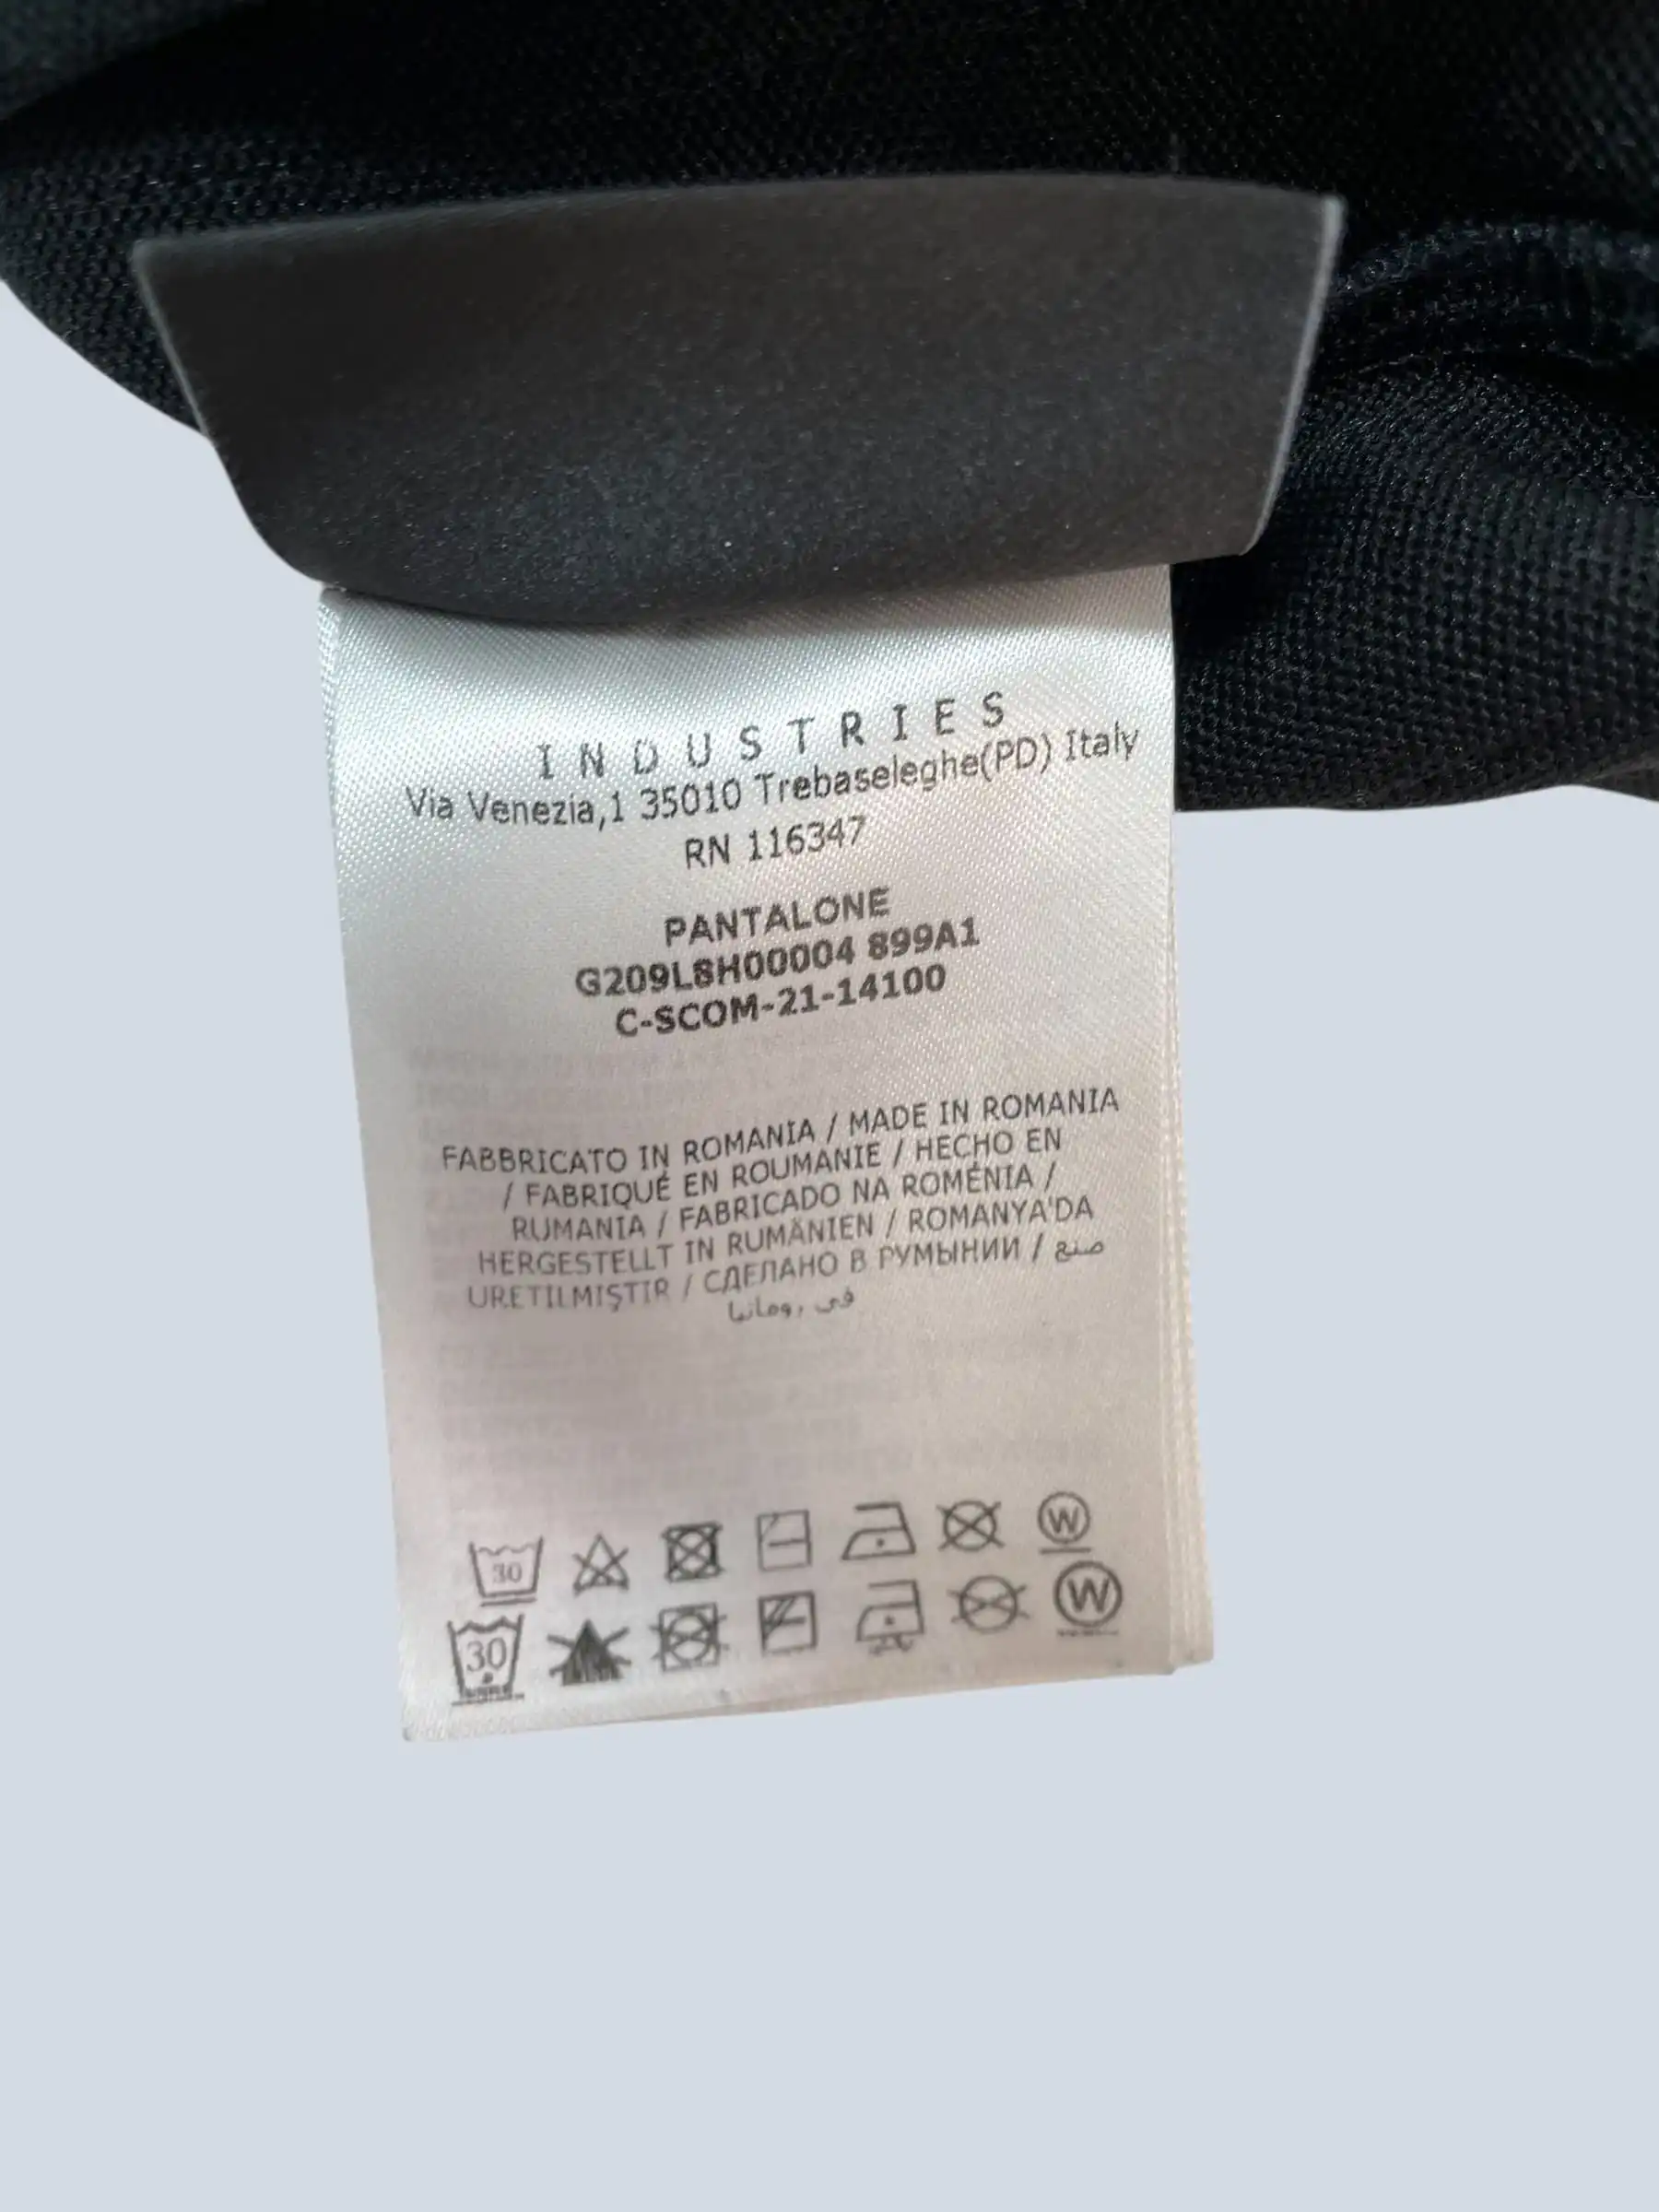 INDUSTRIES
Via Venezia,1 35010 Trebaseleghe(PD) Italy
RN 116347
PANTALONE
G209L8H00004 899A1
C-SCOM-21-14100
FABBRICATO IN ROMANIA / MADE IN ROMANIA
/ FABRIQUÉ EN ROUMANIE / HECHO EN
RUMANIA / FABRICADO NA ROMÉNIA /
HERGESTELLT IN RUMÄNIEN / ROMANYA'DA
URETILMIŞTIR / СДЕЛАНО В РУМЫНИИ / صنع
في رومانيا
30 W
30 W